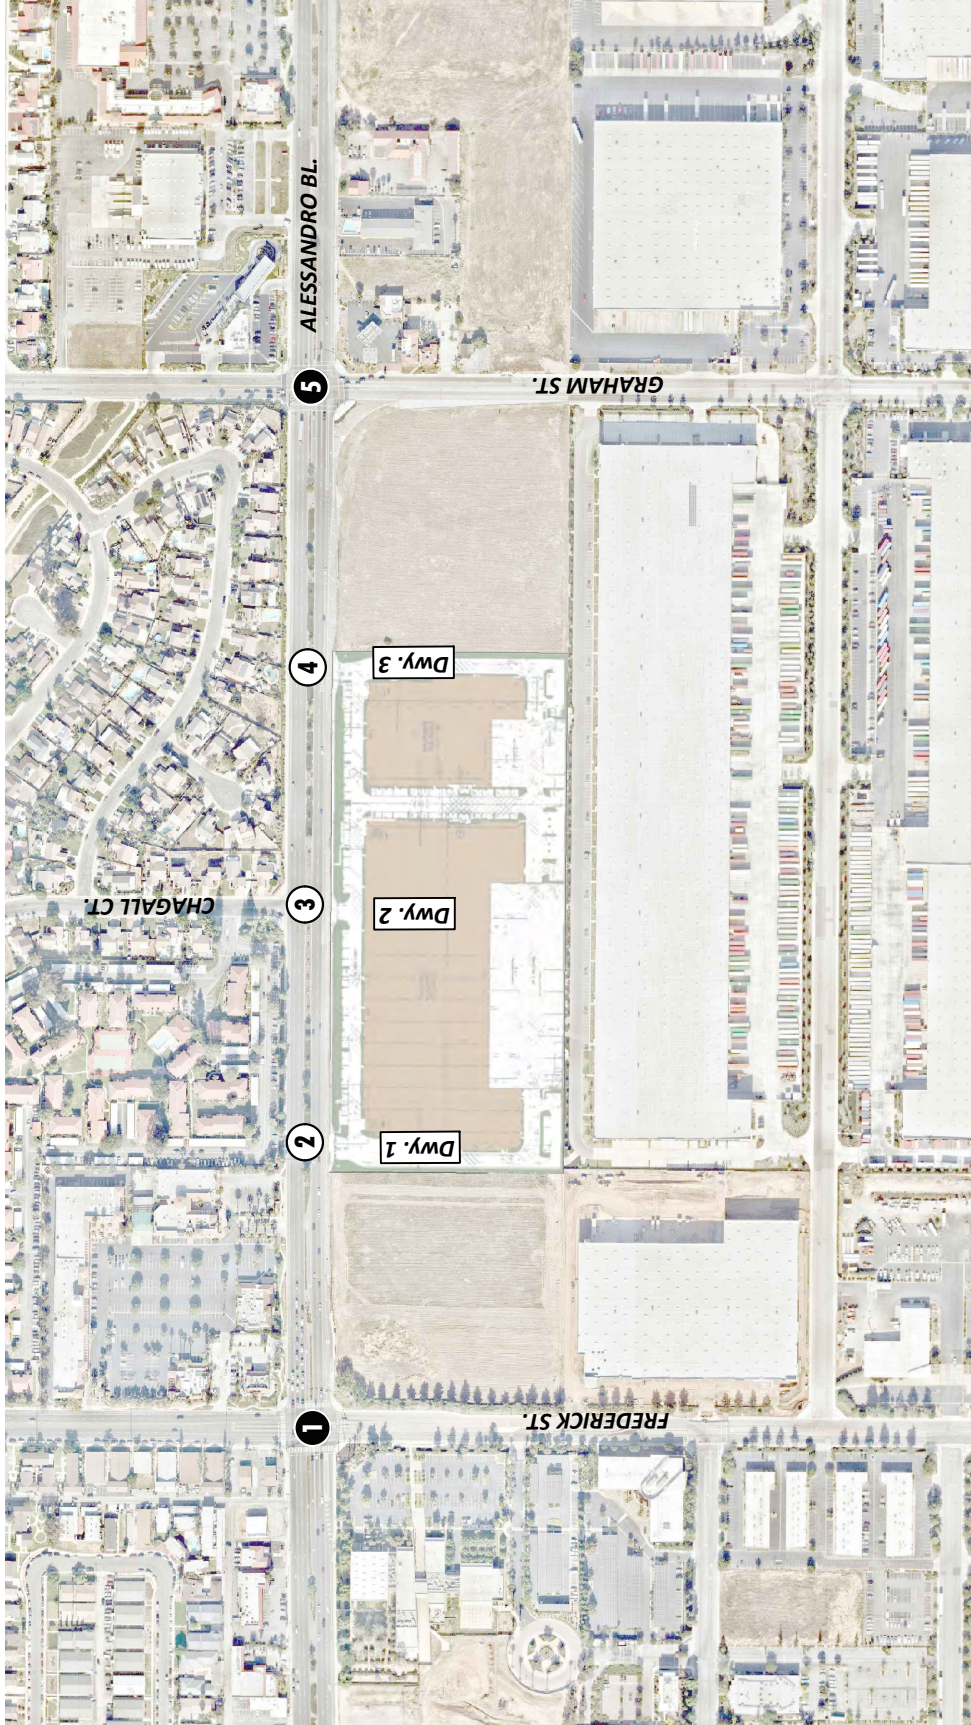 ALESSANDRO BL.
5
GRAHAM ST.
4
Dwy. 3
3
CHAGALL CT.
Dwy. 2
2
Dwy. 1
1
FREDERICK ST.